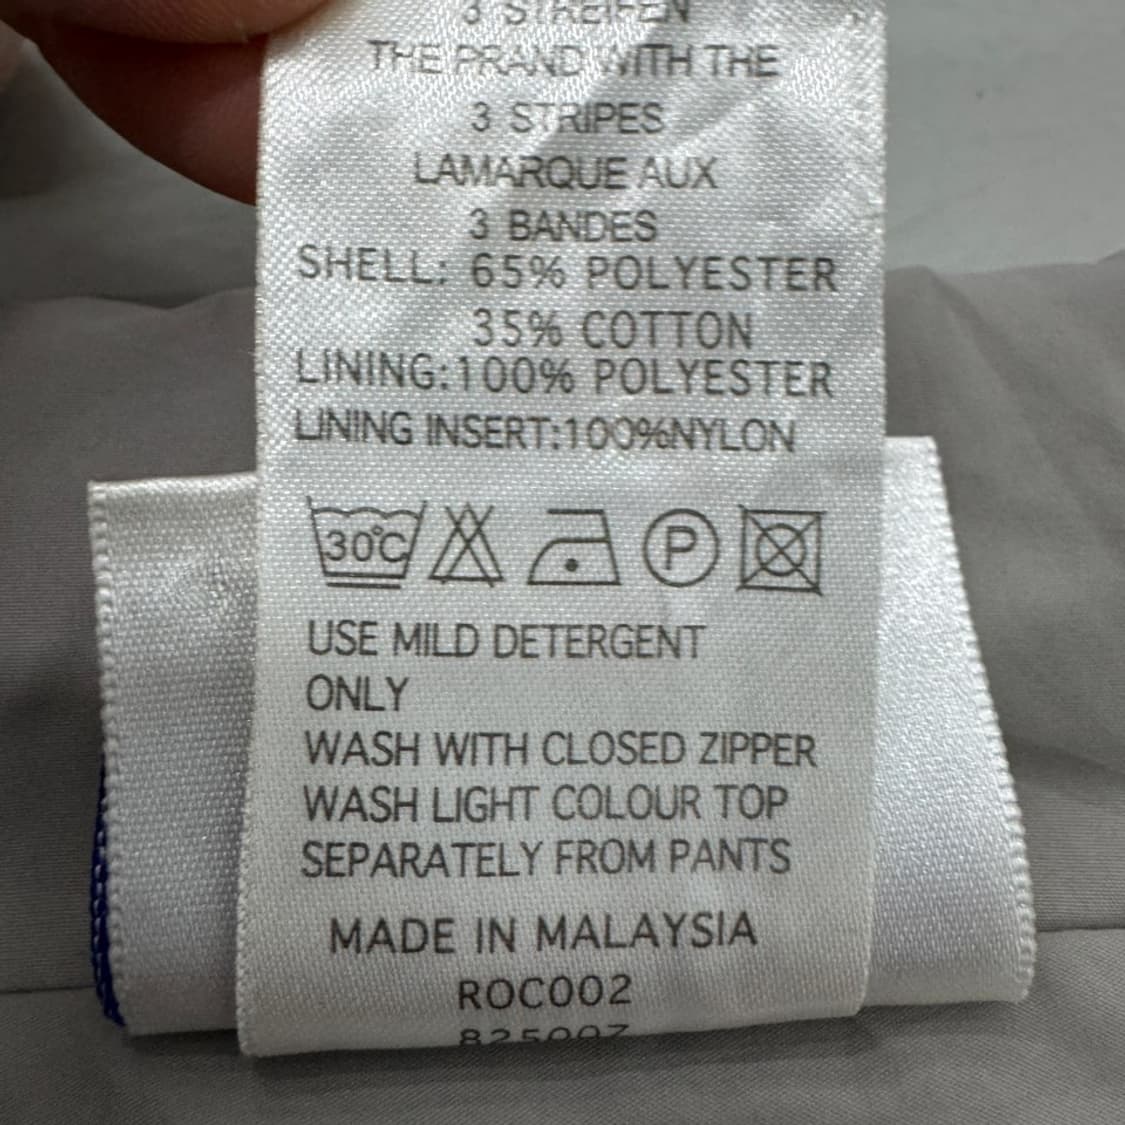 3 STREIFEN
THE PRAND WITH THE
3 STRIPES
LAMARQUE AUX
3 BANDES
SHELL: 65% POLYESTER
35% COTTON
LINING:100% POLYESTER
LINING INSERT:100%NYLON
30°C
P
USE MILD DETERGENT
ONLY
WASH WITH CLOSED ZIPPER
WASH LIGHT COLOUR TOP
SEPARATELY FROM PANTS
MADE IN MALAYSIA
ROC002